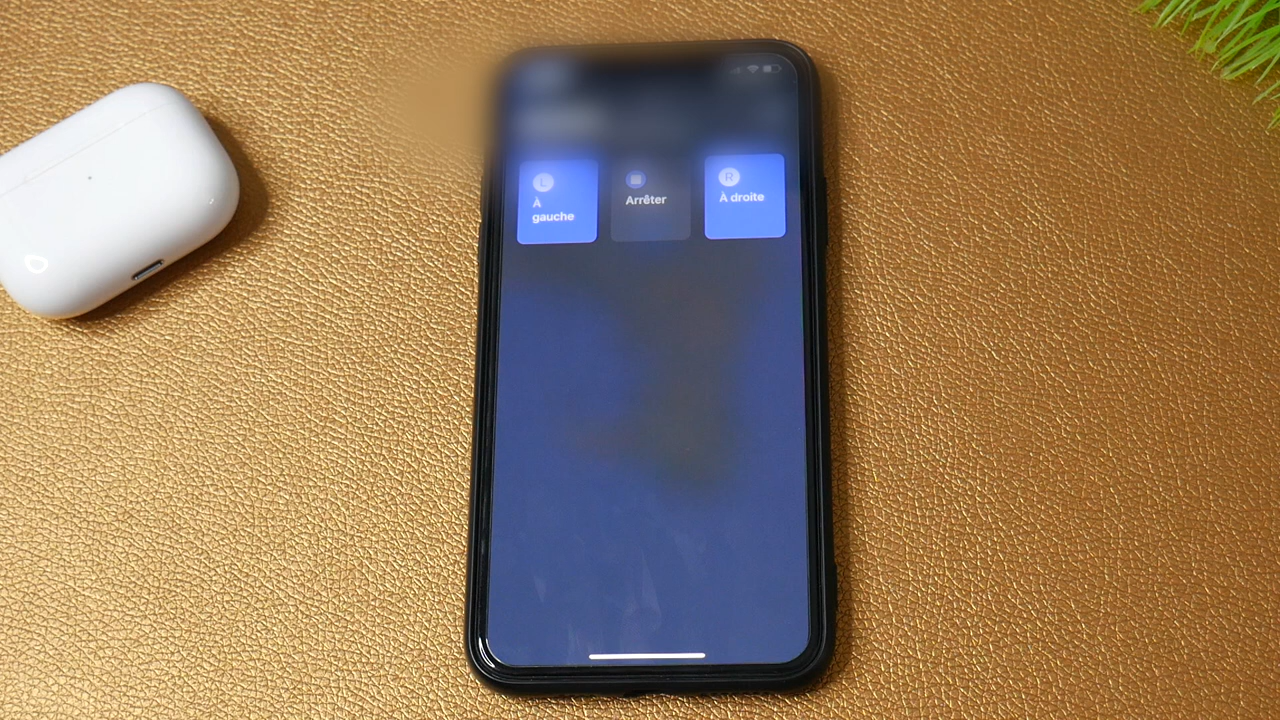 L
À
gauche
Arrêter
R
À droite